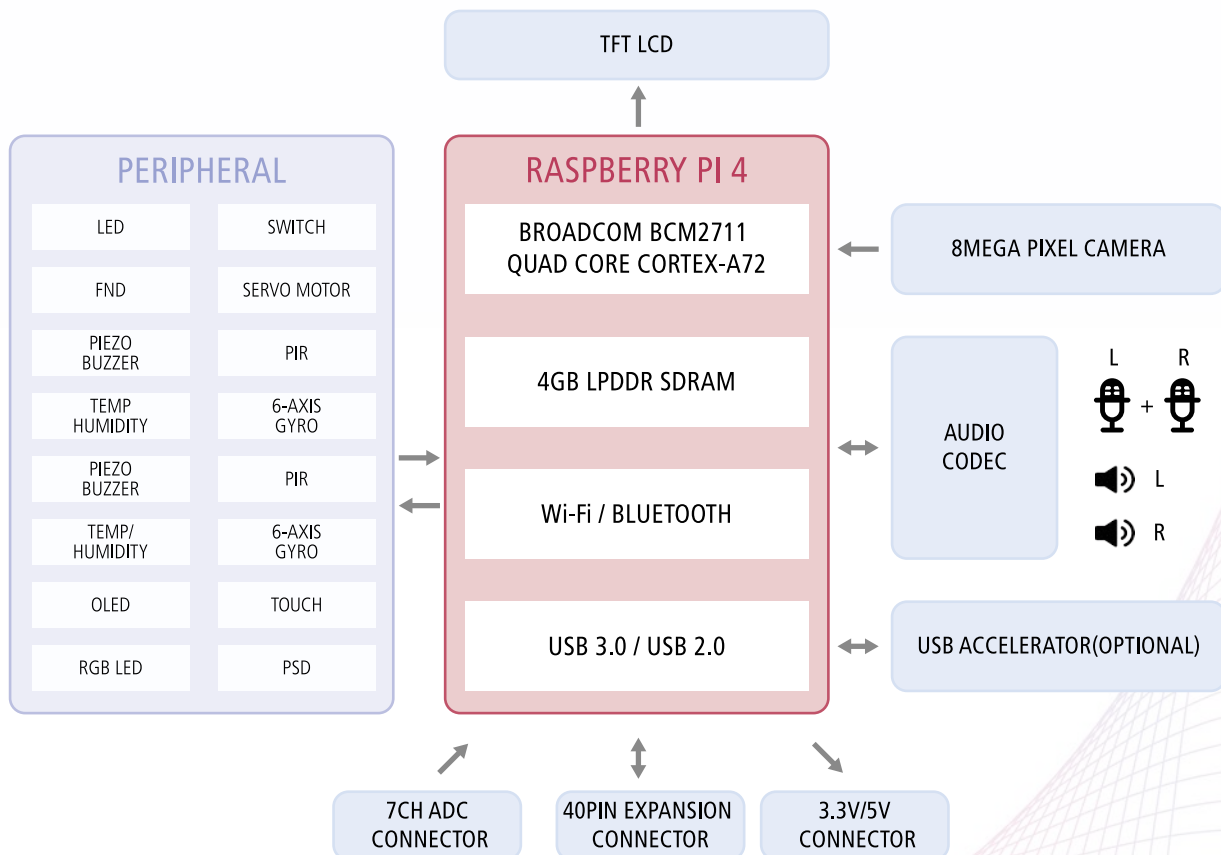 TFT LCD
PERIPHERAL
LED
SWITCH
FND
SERVO MOTOR
PIEZO
BUZZER
PIR
TEMP
HUMIDITY
6-AXIS
GYRO
PIEZO
BUZZER
PIR
TEMP/
HUMIDITY
6-AXIS
GYRO
OLED
TOUCH
RGB LED
PSD
RASPBERRY PI 4
BROADCOM BCM2711
QUAD CORE CORTEX-A72
4GB LPDDR SDRAM
Wi-Fi / BLUETOOTH
USB 3.0 / USB 2.0
8MEGA PIXEL CAMERA
AUDIO
CODEC
L R
+
L
R
USB ACCELERATOR(OPTIONAL)
7CH ADC
CONNECTOR
40PIN EXPANSION
CONNECTOR
3.3V/5V
CONNECTOR